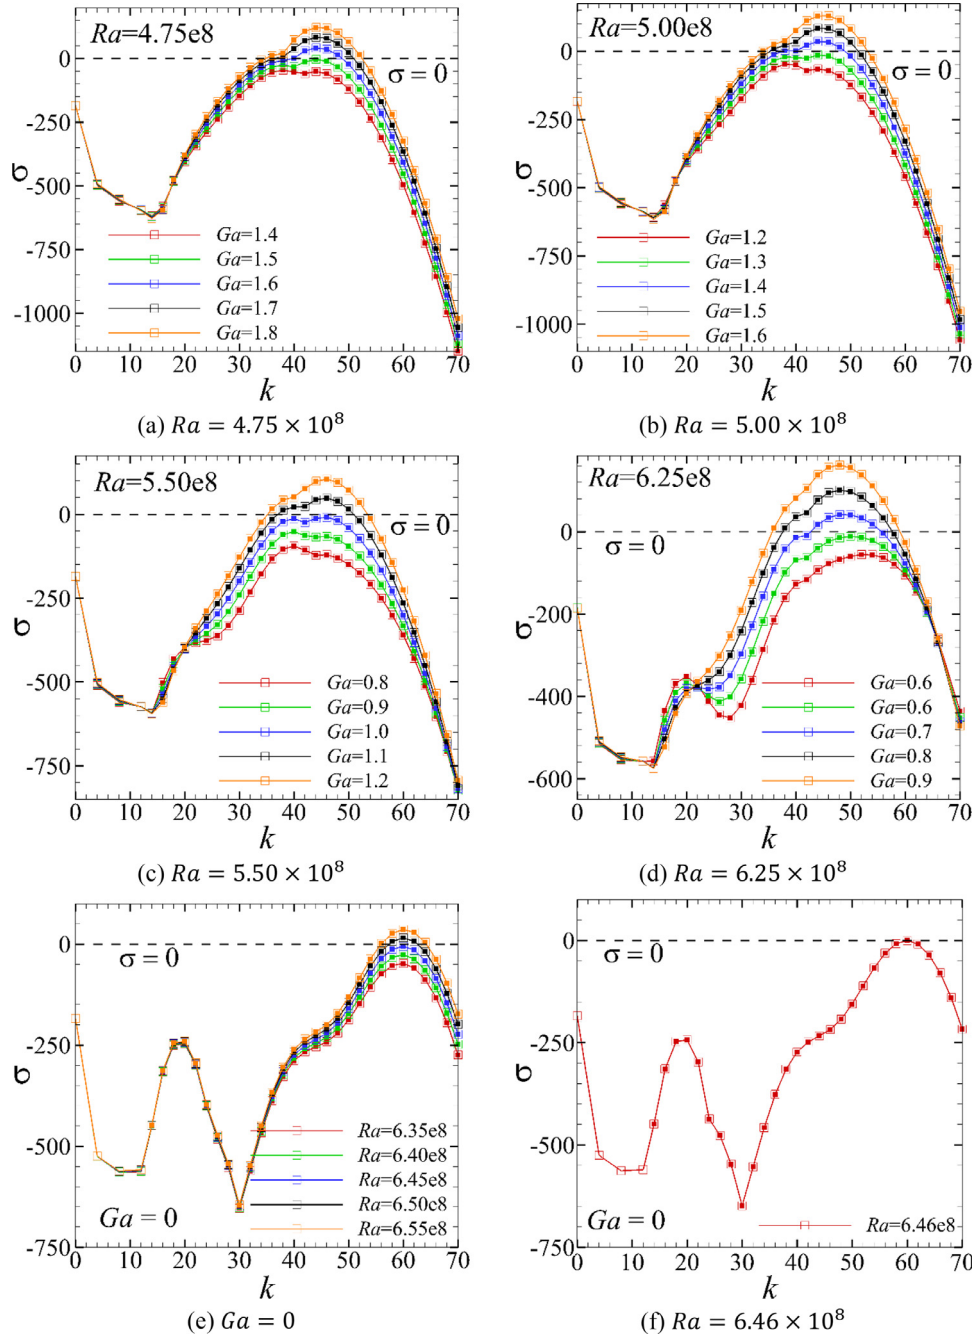 Ra=4.75e8
σ = 0
0
-250
-500
-750
-1000
σ
Ga=1.4
Ga=1.5
Ga=1.6
Ga=1.7
Ga=1.8
0 10 20 30 40 50 60 70
k
(a) Ra = 4.75 × 10⁸
Ra=5.00e8
σ = 0
0
-250
-500
-750
-1000
σ
Ga=1.2
Ga=1.3
Ga=1.4
Ga=1.5
Ga=1.6
0 10 20 30 40 50 60 70
k
(b) Ra = 5.00 × 10⁸
Ra=5.50e8
σ = 0
0
-250
-500
-750
σ
Ga=0.8
Ga=0.9
Ga=1.0
Ga=1.1
Ga=1.2
0 10 20 30 40 50 60 70
k
(c) Ra = 5.50 × 10⁸
Ra=6.25e8
σ = 0
0
-200
-400
-600
σ
Ga=0.6
Ga=0.6
Ga=0.7
Ga=0.8
Ga=0.9
0 10 20 30 40 50 60 70
k
(d) Ra = 6.25 × 10⁸
σ = 0
0
-250
-500
-750
σ
Ra=6.35e8
Ra=6.40e8
Ra=6.45e8
Ra=6.50e8
Ra=6.55e8
Ga = 0
0 10 20 30 40 50 60 70
k
(e) Ga = 0
σ = 0
0
-250
-500
-750
σ
Ga = 0
Ra=6.46e8
0 10 20 30 40 50 60 70
k
(f) Ra = 6.46 × 10⁸